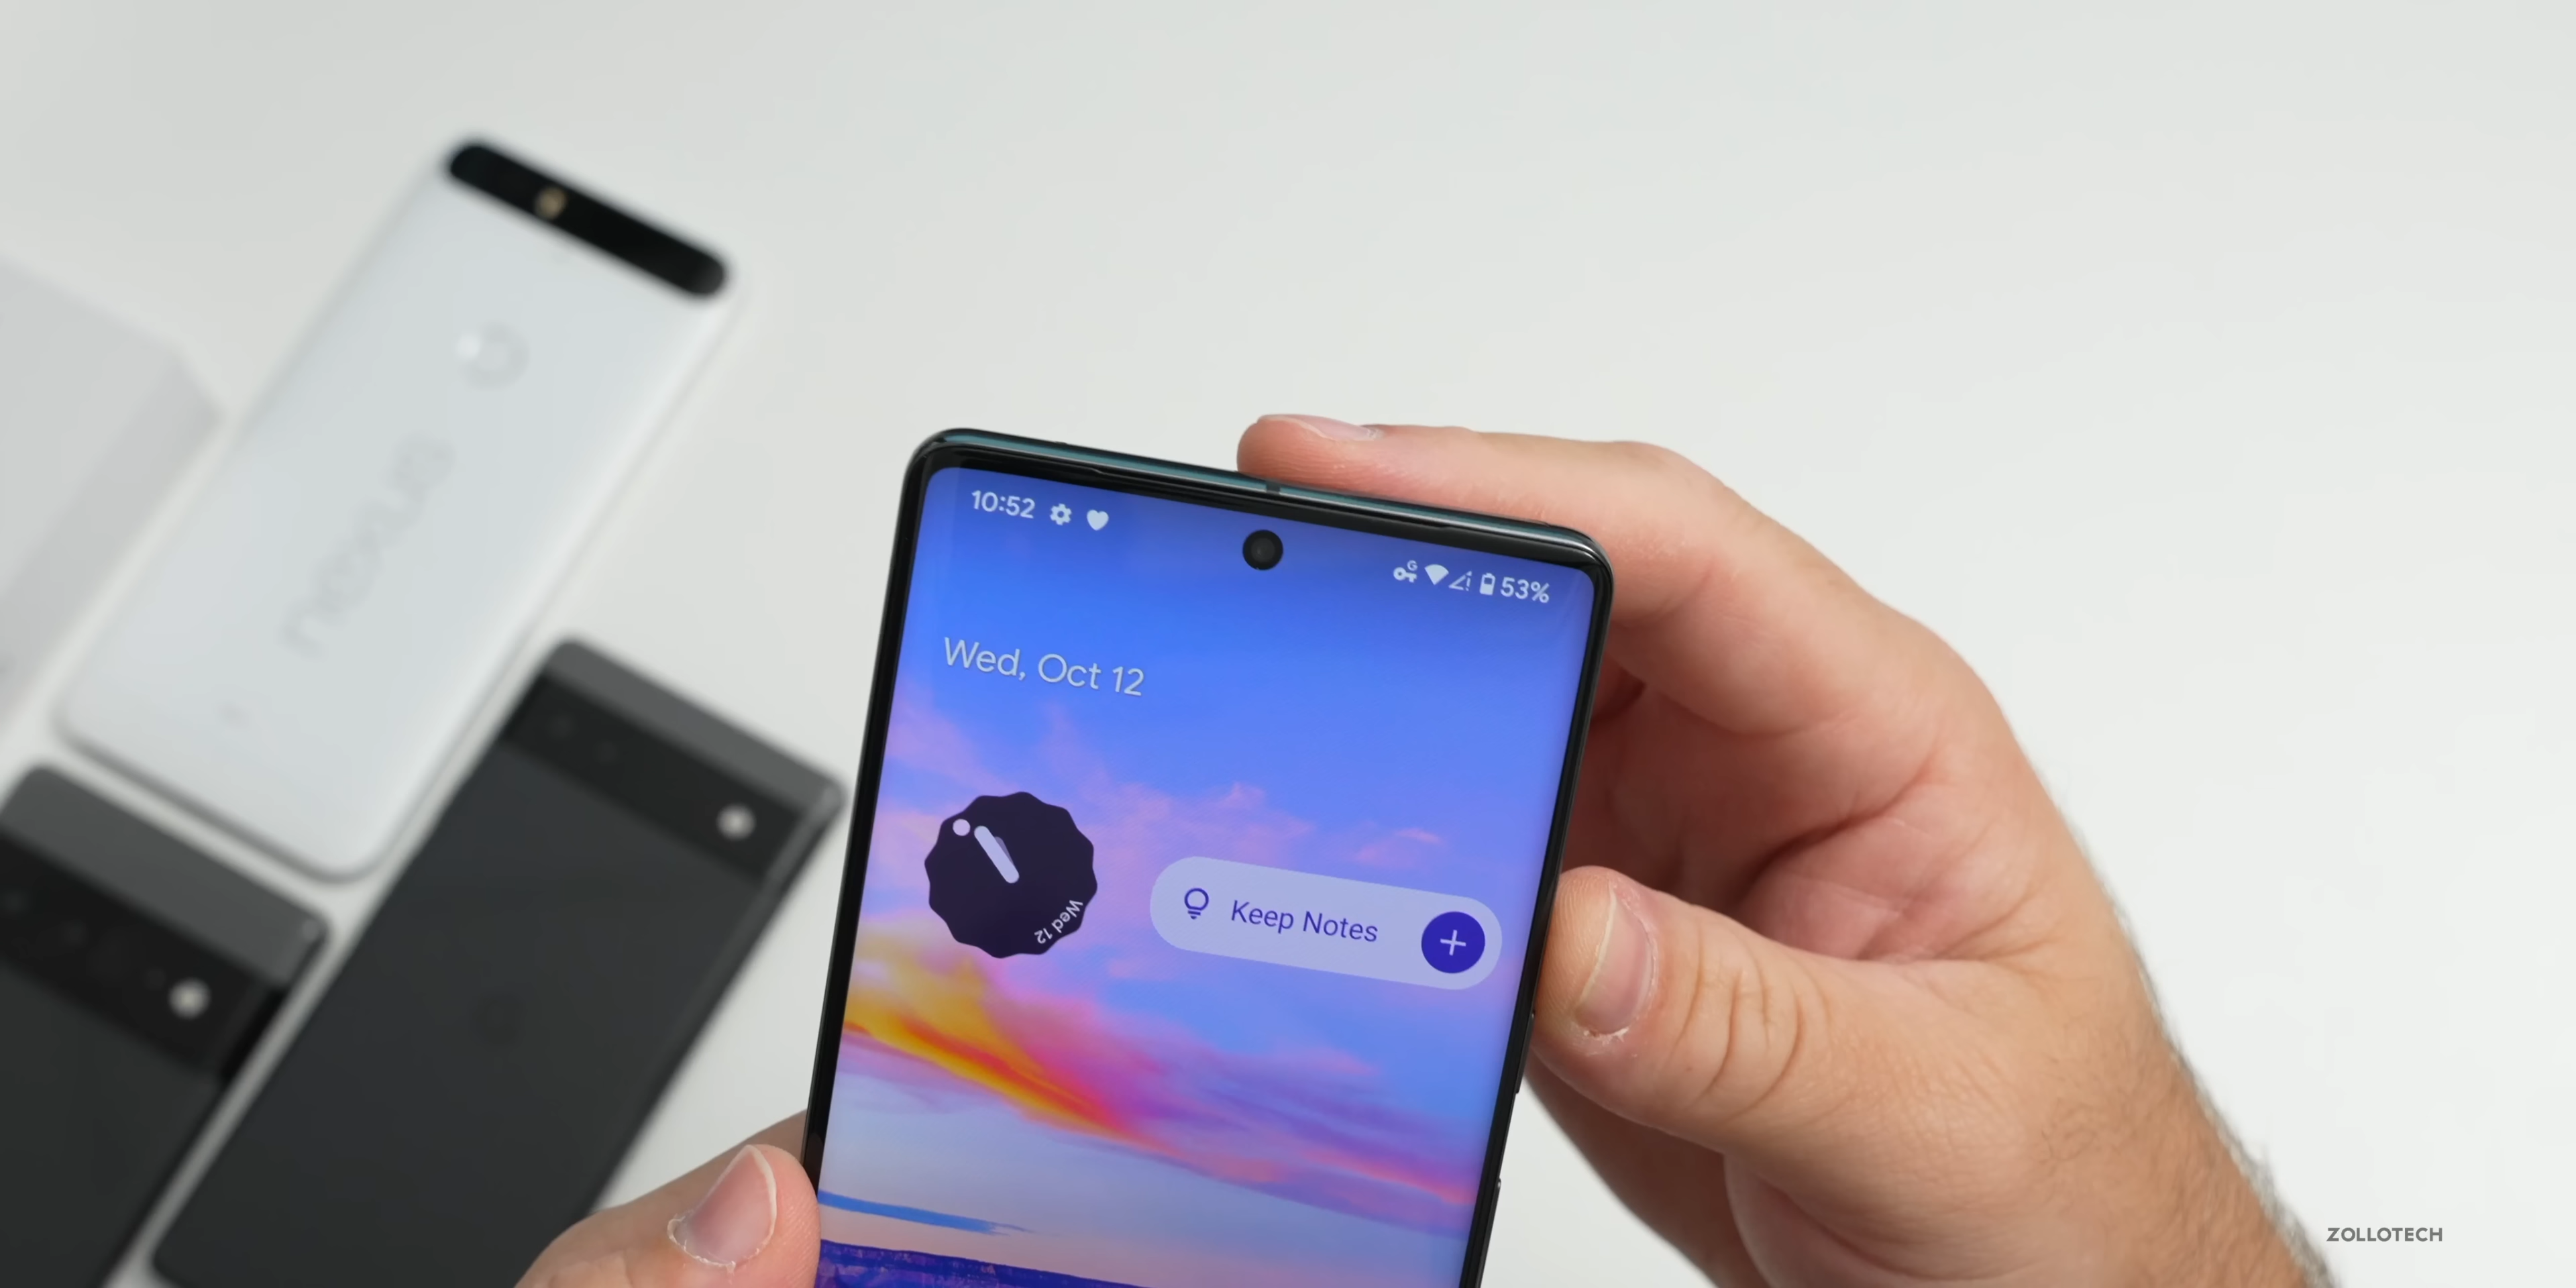 nexus
10:52
53%
Wed, Oct 12
Wed 12
Keep Notes
ZOLLOTECH